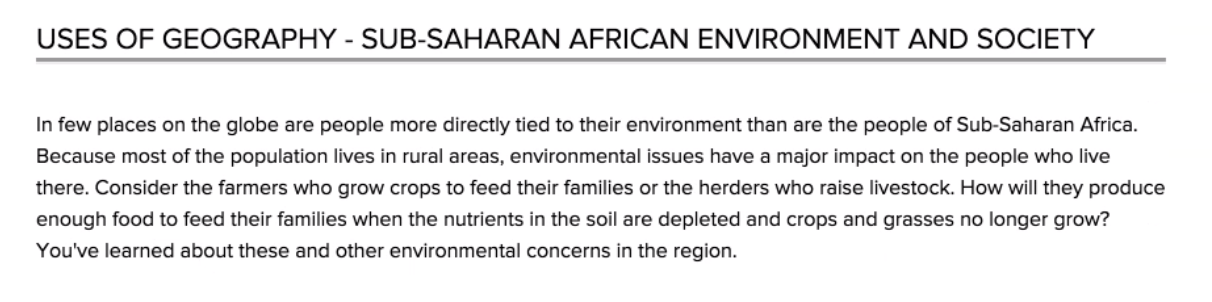 USES OF GEOGRAPHY - SUB-SAHARAN AFRICAN ENVIRONMENT AND SOCIETY
In few places on the globe are people more directly tied to their environment than are the people of Sub-Saharan Africa.
Because most of the population lives in rural areas, environmental issues have a major impact on the people who live
there. Consider the farmers who grow crops to feed their families or the herders who raise livestock. How will they produce
enough food to feed their families when the nutrients in the soil are depleted and crops and grasses no longer grow?
You've learned about these and other environmental concerns in the region.